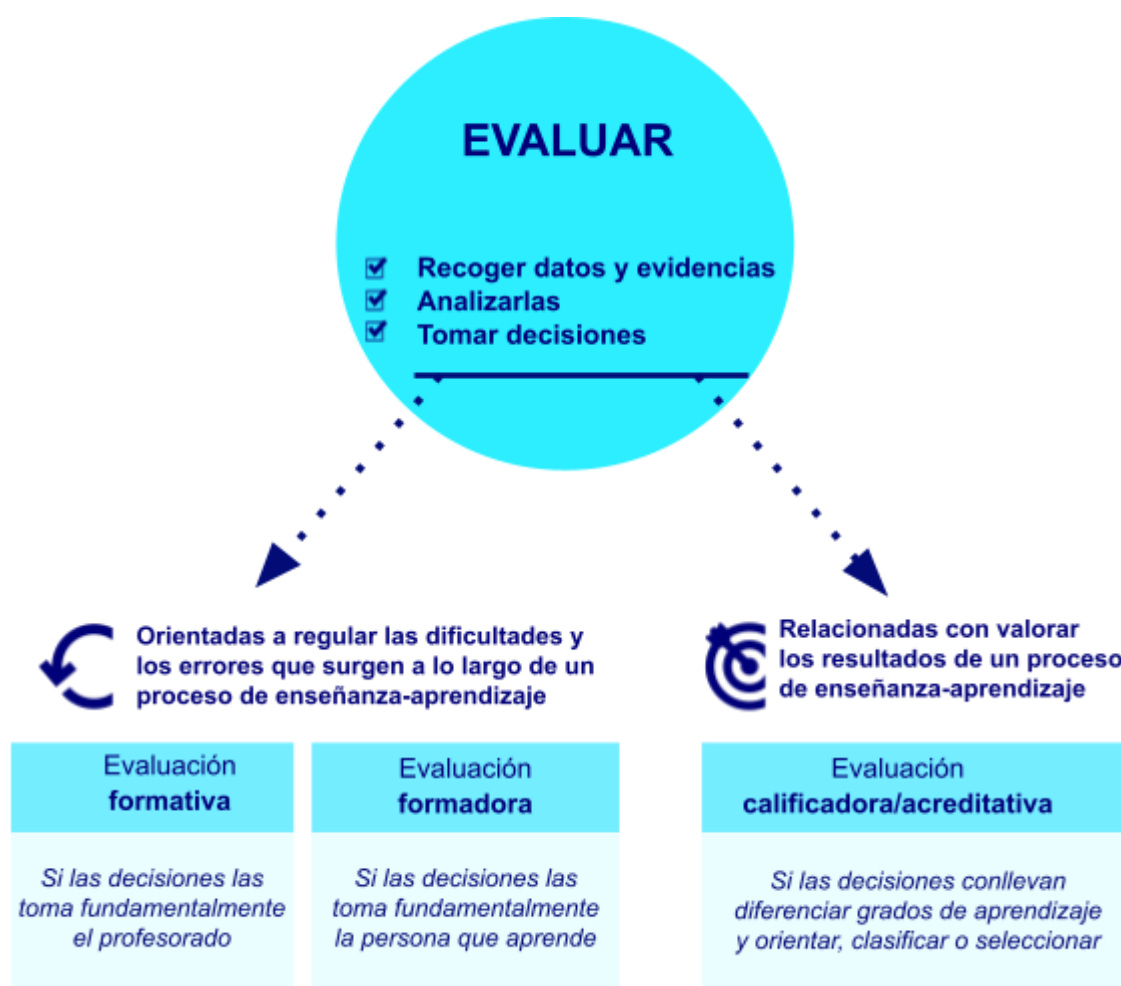 EVALUAR
Recoger datos y evidencias
Analizarlas
Tomar decisiones
Orientadas a regular las dificultades y
los errores que surgen a lo largo de un
proceso de enseñanza-aprendizaje
Relacionadas con valorar
los resultados de un proceso
de enseñanza-aprendizaje
Evaluación
formativa
Si las decisiones las
toma fundamentalmente
el profesorado
Evaluación
formadora
Si las decisiones las
toma fundamentalmente
la persona que aprende
Evaluación
calificadora/acreditativa
Si las decisiones conllevan
diferenciar grados de aprendizaje
y orientar, clasificar o seleccionar